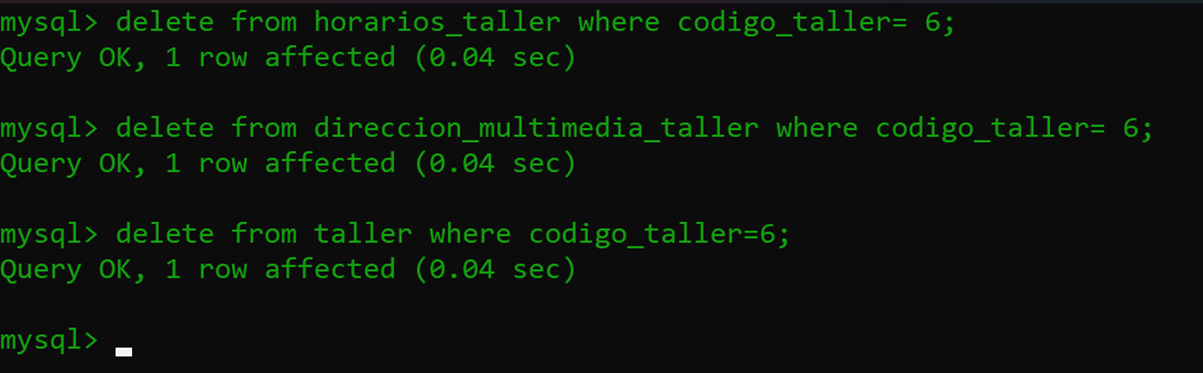 mysql> delete from horarios_taller where codigo_taller= 6;
Query OK, 1 row affected (0.04 sec)
mysql> delete from direccion_multimedia_taller where codigo_taller= 6;
Query OK, 1 row affected (0.04 sec)
mysql> delete from taller where codigo_taller=6;
Query OK, 1 row affected (0.04 sec)
mysql>